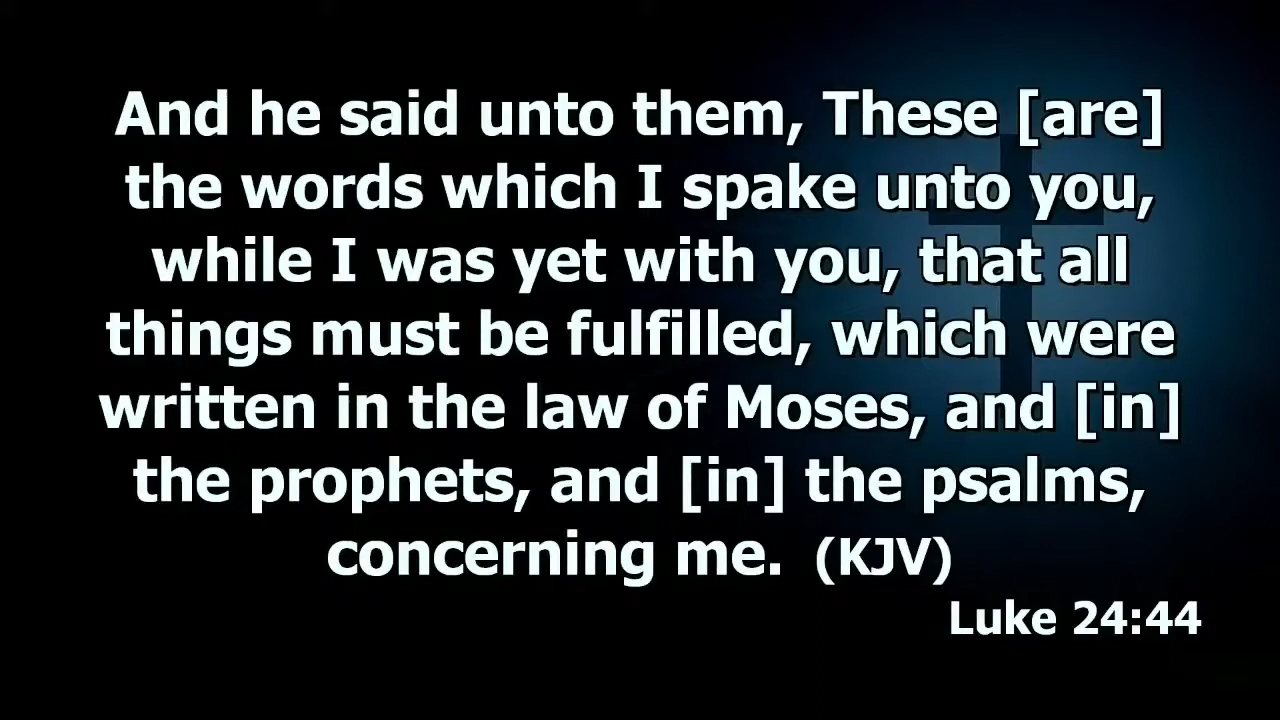 And he said unto them, These [are]
the words which I spake unto you,
while I was yet with you, that all
things must be fulfilled, which were
written in the law of Moses, and [in]
the prophets, and [in] the psalms,
concerning me. (KJV)
Luke 24:44